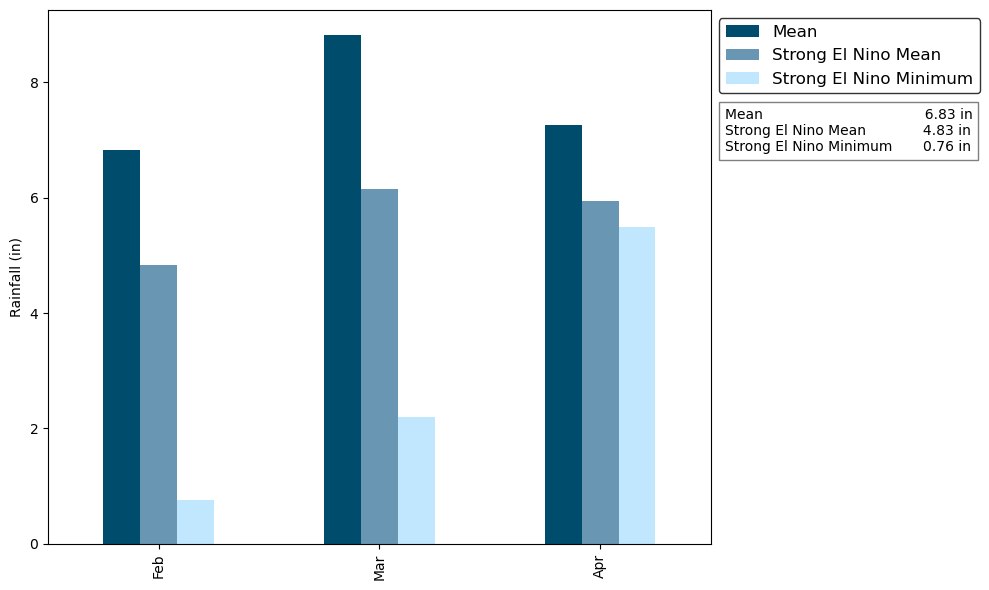 Mean
Strong El Nino Mean
Strong El Nino Minimum
Mean 6.83 in
Strong El Nino Mean 4.83 in
Strong El Nino Minimum 0.76 in
Rainfall (in)
8
6
4
2
0
Feb
Mar
Apr